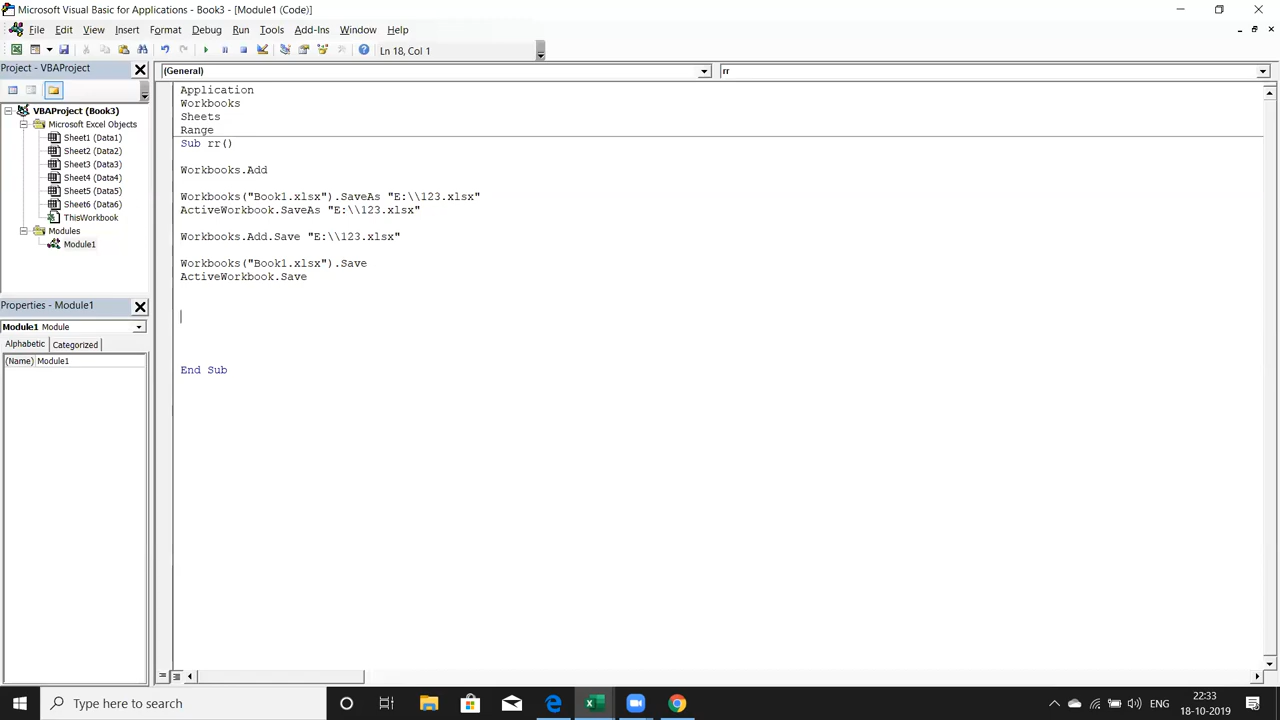 Microsoft Visual Basic for Applications - Book3 - [Module1 (Code)]
File Edit View Insert Format Debug Run Tools Add-Ins Window Help
Ln 18, Col 1
Project - VBAProject
(General)
rr
VBAProject (Book3)
Microsoft Excel Objects
Sheet1 (Data1)
Sheet2 (Data2)
Sheet3 (Data3)
Sheet4 (Data4)
Sheet5 (Data5)
Sheet6 (Data6)
ThisWorkbook
Modules
Module1
Properties - Module1
Module1 Module
Alphabetic Categorized
(Name) Module1
Application
Workbooks
Sheets
Range
Sub rr()
Workbooks.Add
Workbooks("Book1.xlsx").SaveAs "E:\\123.xlsx"
ActiveWorkbook.SaveAs "E:\\123.xlsx"
Workbooks.Add.Save "E:\\123.xlsx"
Workbooks("Book1.xlsx").Save
ActiveWorkbook.Save
End Sub
Type here to search
ENG
22:33
18-10-2019